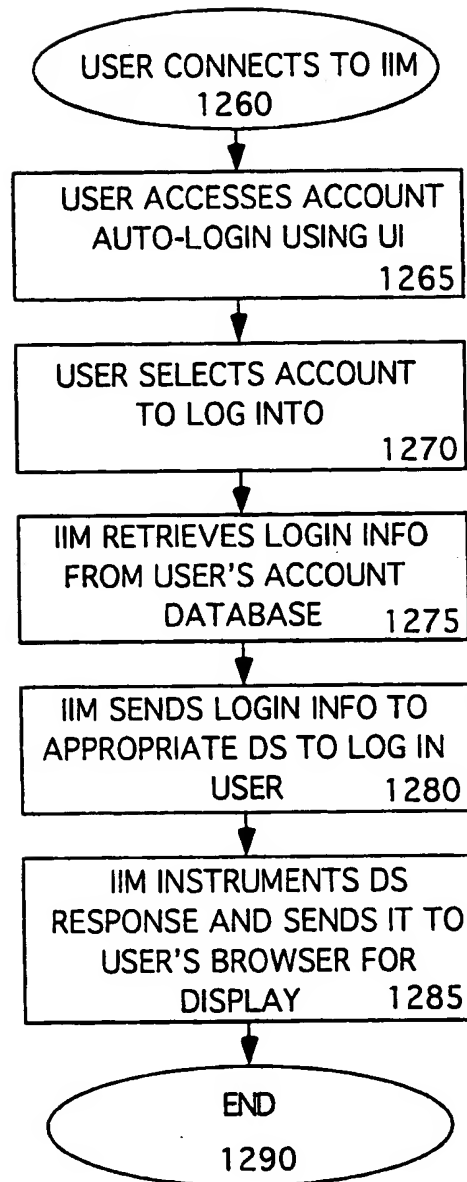 USER CONNECTS TO IIM
1260
USER ACCESSES ACCOUNT
AUTO-LOGIN USING UI
1265
USER SELECTS ACCOUNT
TO LOG INTO
1270
IIM RETRIEVES LOGIN INFO
FROM USER'S ACCOUNT
DATABASE 1275
IIM SENDS LOGIN INFO TO
APPROPRIATE DS TO LOG IN
USER 1280
IIM INSTRUMENTS DS
RESPONSE AND SENDS IT TO
USER'S BROWSER FOR
DISPLAY 1285
END
1290